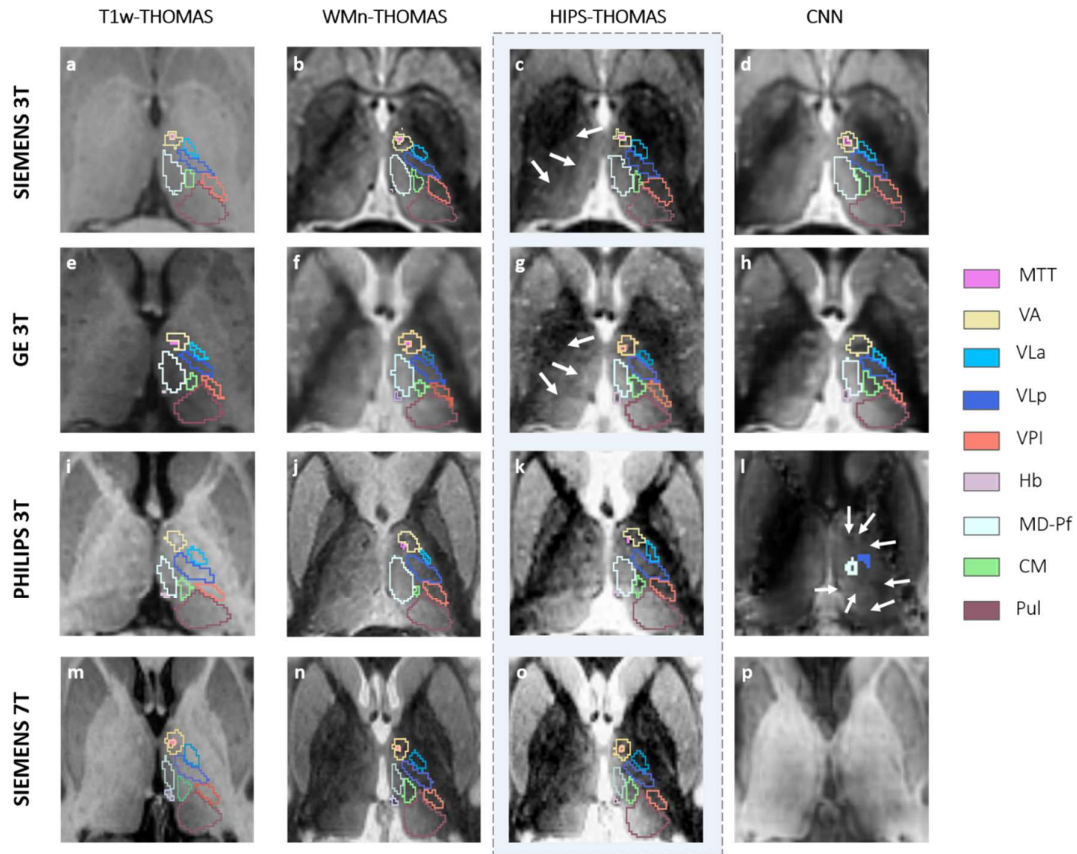 T1w-THOMAS WMn-THOMAS HIPS-THOMAS CNN
SIEMENS 3T
a b c d
GE 3T
e f g h
PHILIPS 3T
i j k l
SIEMENS 7T
m n o p
MTT
VA
VLa
VLp
VPl
Hb
MD-Pf
CM
Pul